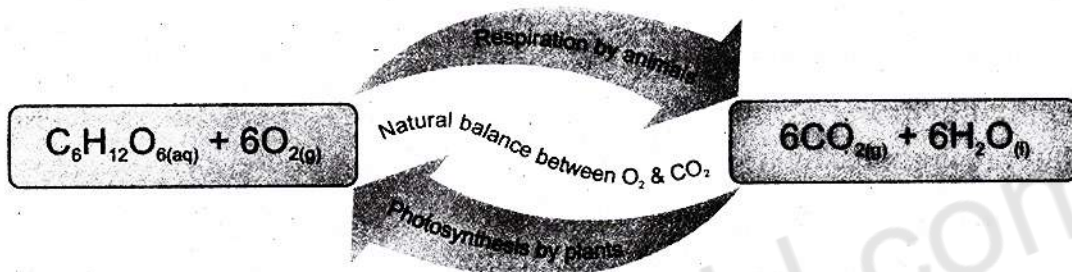 Respiration by animals
C₆H₁₂O₆(aq) + 6O₂(g)
Natural balance between O₂ & CO₂
6CO₂(g) + 6H₂O(l)
Photosynthesis by plants